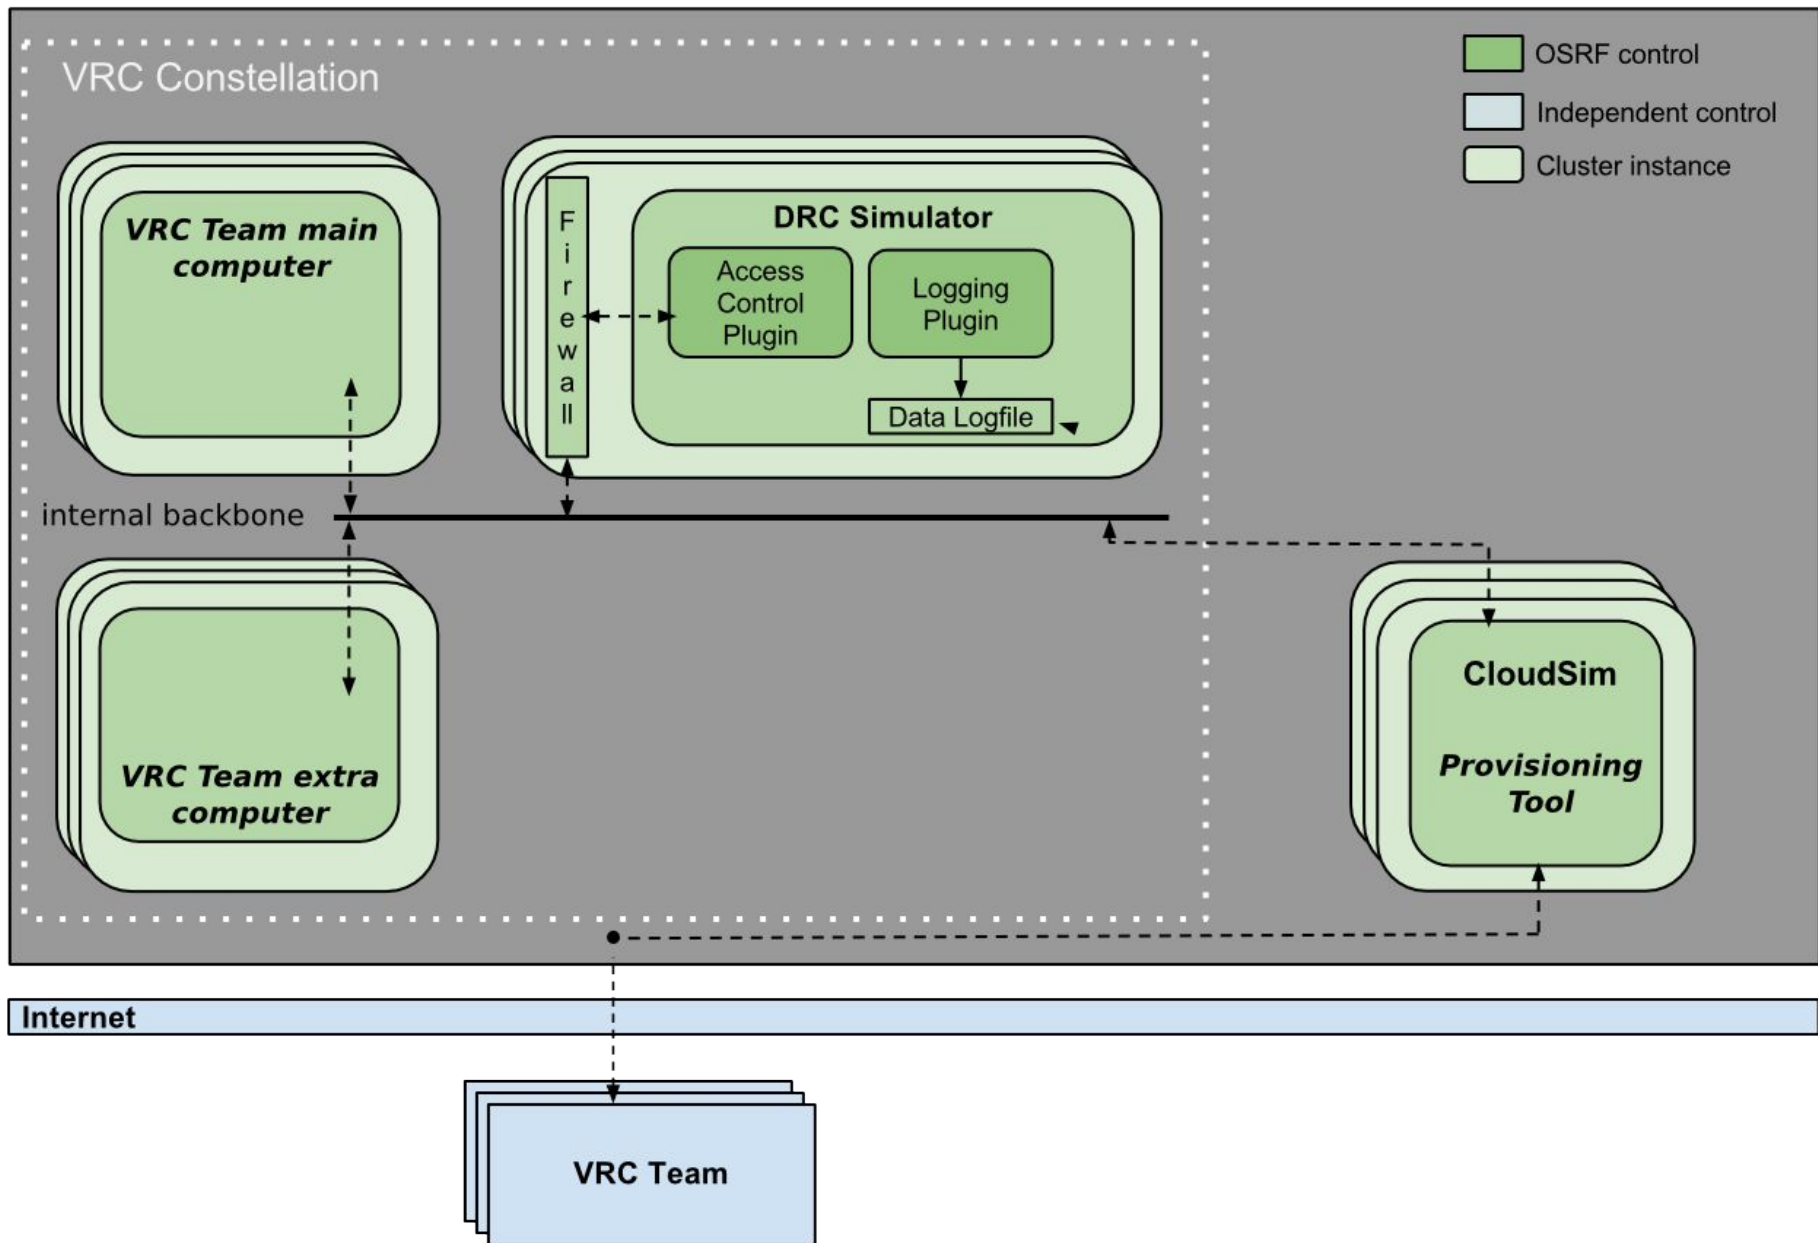 VRC Constellation
OSRF control
Independent control
Cluster instance
VRC Team main
computer
Firewall
DRC Simulator
Access
Control
Plugin
Logging
Plugin
Data Logfile
internal backbone
VRC Team extra
computer
CloudSim
Provisioning
Tool
Internet
VRC Team